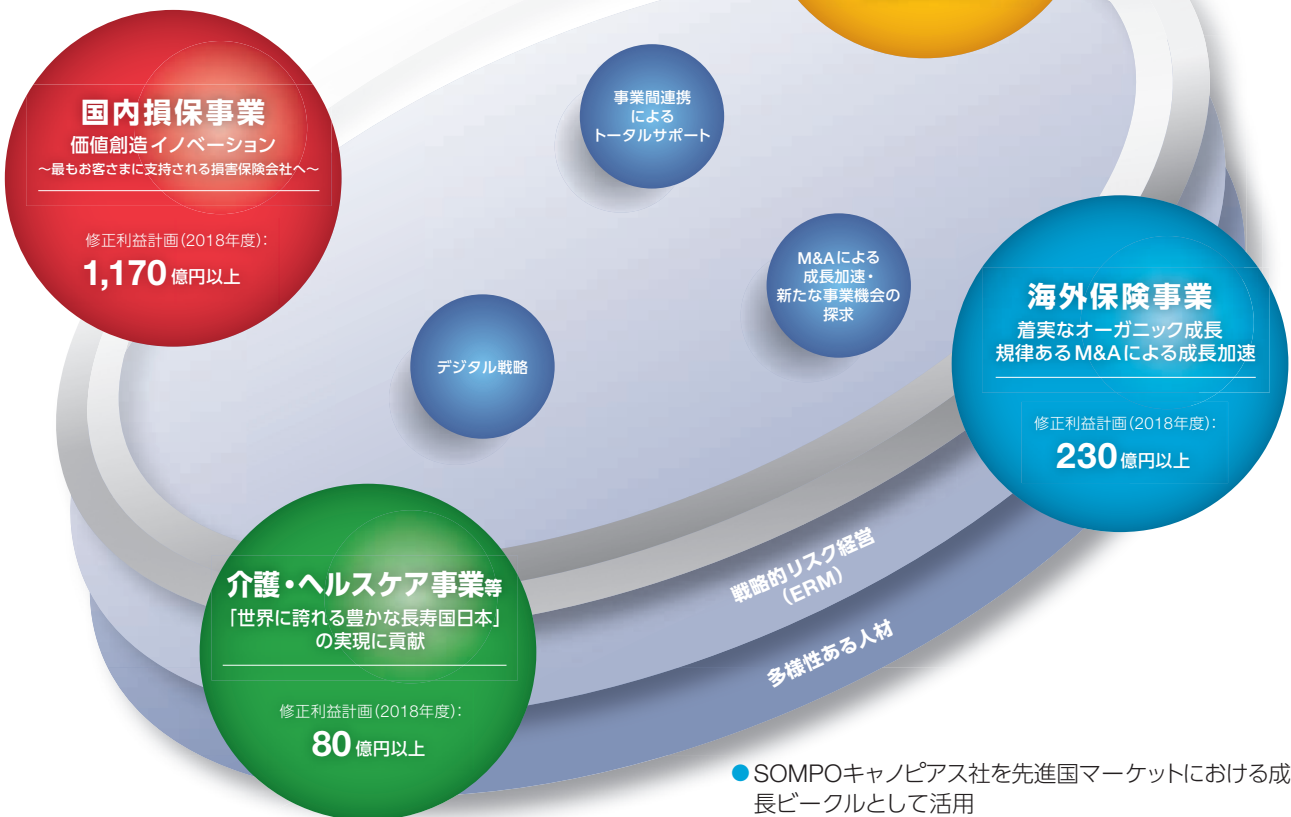 国内損保事業
価値創造イノベーション
〜最もお客さまに支持される損害保険会社へ〜
修正利益計画（2018年度）：
1,170億円以上
事業間連携
による
トータルサポート
M&Aによる
成長加速・
新たな事業機会の
探求
デジタル戦略
海外保険事業
着実なオーガニック成長
規律あるM&Aによる成長加速
修正利益計画（2018年度）：
230億円以上
介護・ヘルスケア事業等
「世界に誇れる豊かな長寿国日本」
の実現に貢献
修正利益計画（2018年度）：
80億円以上
戦略的リスク経営
（ERM）
多様性ある人材
●SOMPOキャノピアス社を先進国マーケットにおける成
長ビークルとして活用